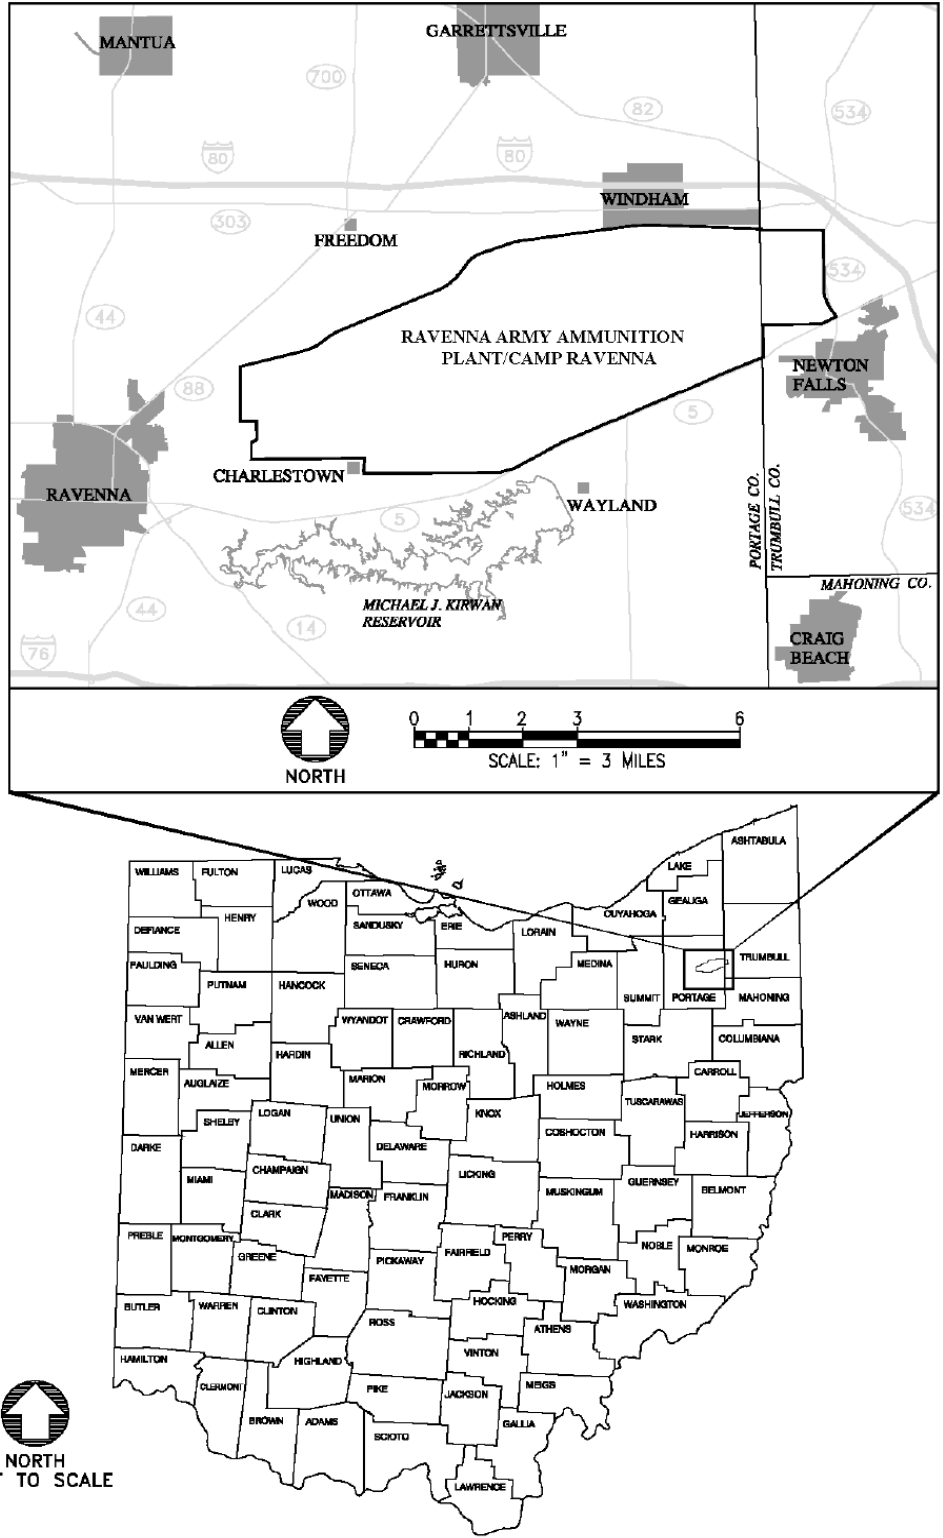 MANTUA
GARRETTSVILLE
700
82
534
80
80
WINDHAM
303
FREEDOM
534
44
RAVENNA ARMY AMMUNITION
PLANT/CAMP RAVENNA
NEWTON
FALLS
88
5
CHARLESTOWN
RAVENNA
WAYLAND
PORTAGE CO.
TRUMBULL CO.
5
534
MAHONING CO.
44
MICHAEL J. KIRWAN
RESERVOIR
14
76
CRAIG
BEACH
0 1 2 3 6
SCALE: 1" = 3 MILES
NORTH
ASHTABULA
WILLIAMS
FULTON
LUCAS
LAKE
OTTAWA
WOOD
GEAUGA
HENRY
CUYAHOGA
SANDUSKY
ERIE
DEFIANCE
LORAIN
TRUMBULL
PAULDING
SENECA
HURON
MEDINA
PUTNAM
HANCOCK
SUMMIT
PORTAGE
MAHONING
VAN WERT
WYANDOT
CRAWFORD
ASHLAND
WAYNE
STARK
COLUMBIANA
ALLEN
HARDIN
RICHLAND
MERCER
CARROLL
AUGLAIZE
MARION
MORROW
HOLMES
TUSCARAWAS
LOGAN
UNION
KNOX
JEFFERSON
SHELBY
COSHOCTON
HARRISON
DARKE
DELAWARE
CHAMPAIGN
LICKING
MIAMI
GUERNSEY
MADISON
FRANKLIN
MUSKINGUM
BELMONT
CLARK
PREBLE
MONTGOMERY
PERRY
NOBLE
MONROE
GREENE
FAIRFIELD
PICKAWAY
MORGAN
FAYETTE
BUTLER
WARREN
CLINTON
HOCKING
WASHINGTON
ROSS
ATHENS
HAMILTON
HIGHLAND
VINTON
CLERMONT
PIKE
JACKSON
MEIGS
BROWN
ADAMS
GALLIA
SCIOTO
LAWRENCE
NORTH
T TO SCALE